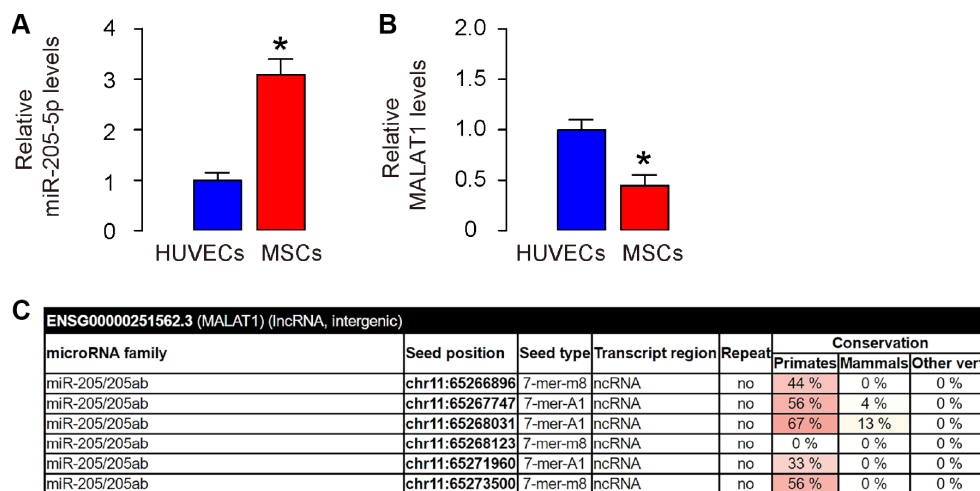 A
Relative
miR-205-5p levels
4
3
2
1
0
*
HUVECs MSCs
B
Relative
MALAT1 levels
2.0
1.5
1.0
0.5
0
*
HUVECs MSCs
C
ENSG00000251562.3 (MALAT1) (lncRNA, intergenic)
microRNA family Seed position Seed type Transcript region Repeat Conservation
Primates Mammals Other vert
miR-205/205ab chr11:65266896 7-mer-m8 ncRNA no 44 % 0 % 0 %
miR-205/205ab chr11:65267747 7-mer-A1 ncRNA no 56 % 4 % 0 %
miR-205/205ab chr11:65268031 7-mer-A1 ncRNA no 67 % 13 % 0 %
miR-205/205ab chr11:65268123 7-mer-m8 ncRNA no 0 % 0 % 0 %
miR-205/205ab chr11:65271960 7-mer-A1 ncRNA no 33 % 0 % 0 %
miR-205/205ab chr11:65273500 7-mer-m8 ncRNA no 56 % 0 % 0 %